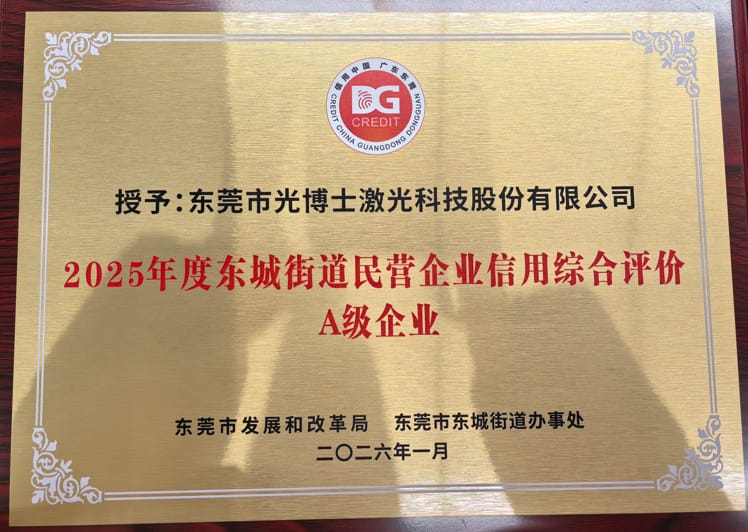 信用中国 广东东莞
DG
CREDIT
CREDIT CHINA GUANGDONG DONGGUAN
授予：东莞市光博士激光科技股份有限公司
2025年度东城街道民营企业信用综合评价
A级企业
东莞市发展和改革局 东莞市东城街道办事处
二〇二六年一月